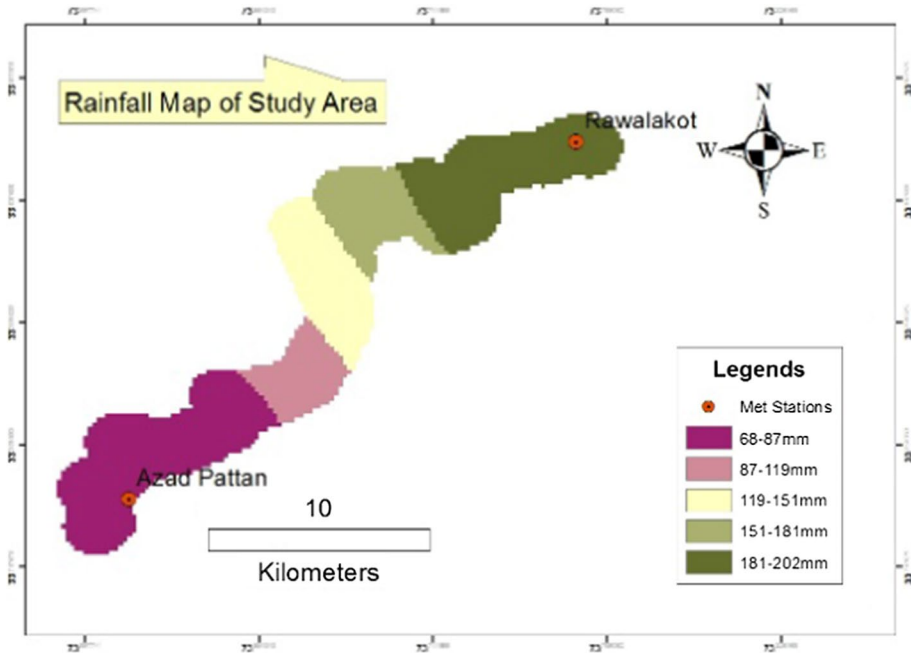 Rainfall Map of Study Area
Rawalakot
N
W
E
S
Azad Pattan
10
Kilometers
Legends
Met Stations
68-87mm
87-119mm
119-151mm
151-181mm
181-202mm